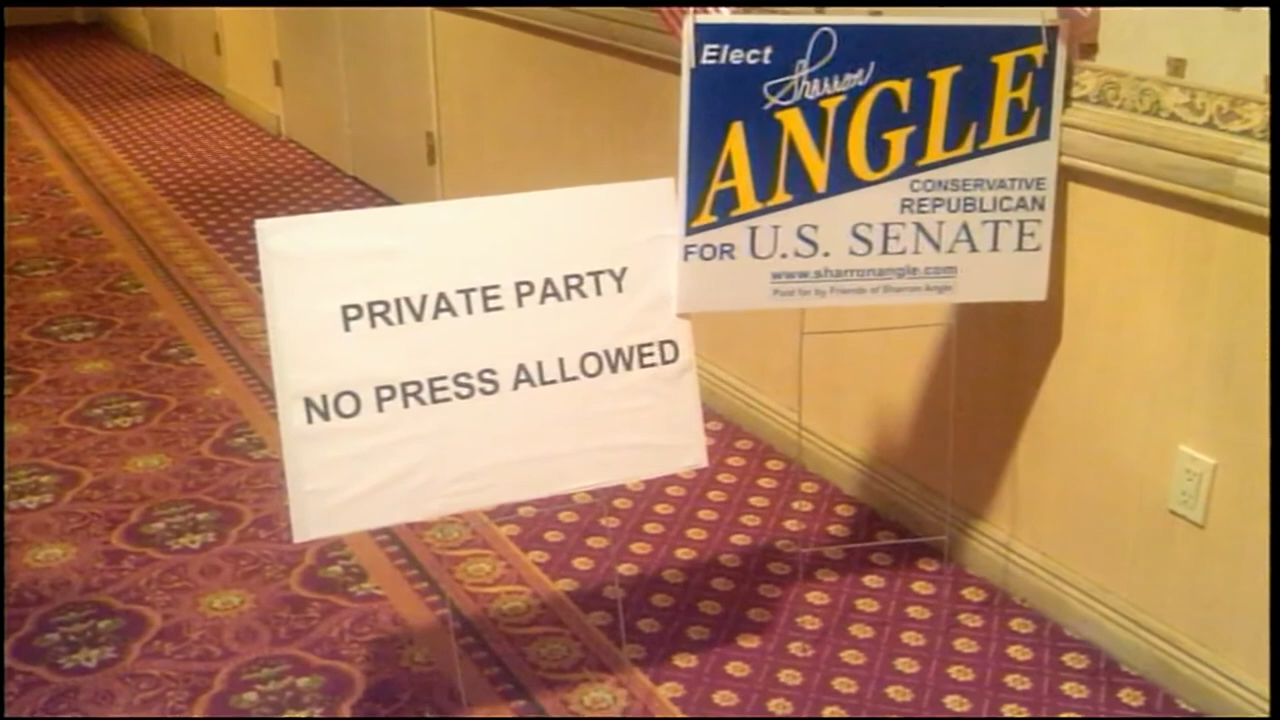 PRIVATE PARTY
NO PRESS ALLOWED
Elect
Sharron
ANGLE
CONSERVATIVE
REPUBLICAN
FOR U.S. SENATE
www.sharronangle.com
Paid for by Friends of Sharron Angle